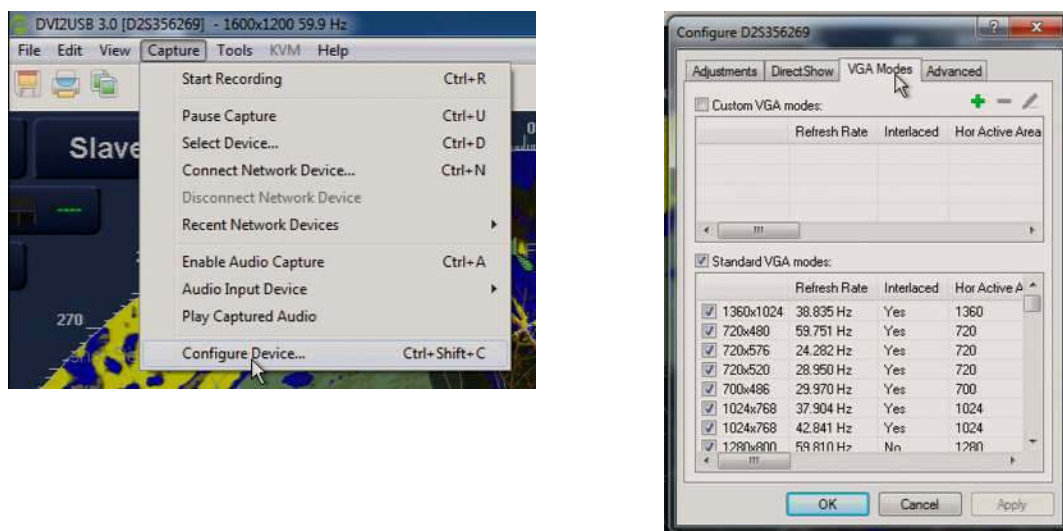 DVI2USB 3.0 [D2S356269] - 1600x1200 59.9 Hz
File Edit View Capture Tools KVM Help
Start Recording Ctrl+R
Pause Capture Ctrl+U
Select Device... Ctrl+D
Connect Network Device... Ctrl+N
Disconnect Network Device
Recent Network Devices
Enable Audio Capture Ctrl+A
Audio Input Device
Play Captured Audio
Configure Device... Ctrl+Shift+C
Slave
----
270
Configure D2S356269
Adjustments DirectShow VGA Modes Advanced
Custom VGA modes:
Refresh Rate Interlaced Hor Active Area
Standard VGA modes:
Refresh Rate Interlaced Hor Active A
1360x1024 38.835 Hz Yes 1360
720x480 59.751 Hz Yes 720
720x576 24.282 Hz Yes 720
720x520 28.950 Hz Yes 720
700x486 29.970 Hz Yes 700
1024x768 37.904 Hz Yes 1024
1024x768 42.841 Hz Yes 1024
1280x800 59.810 Hz No 1280
OK Cancel Apply